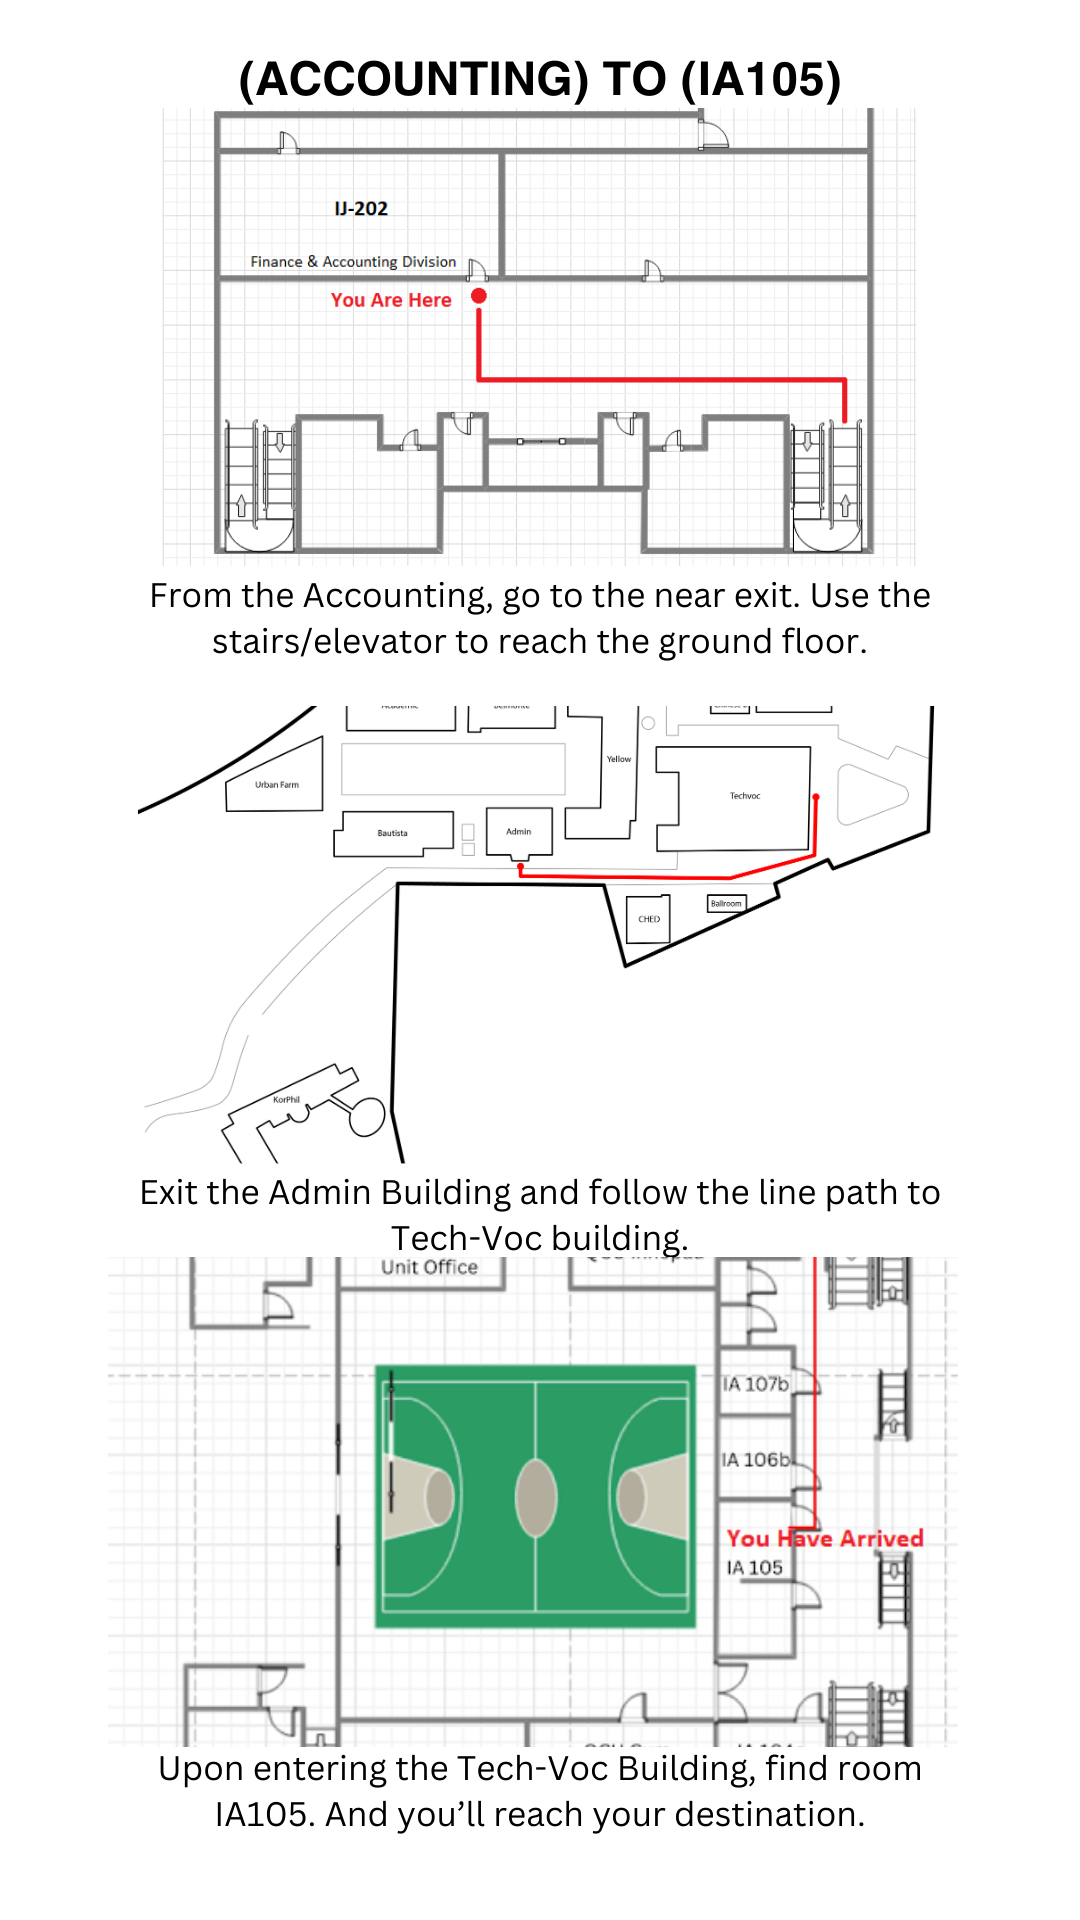 (ACCOUNTING) TO (IA105)
IJ-202
Finance & Accounting Division
You Are Here
From the Accounting, go to the near exit. Use the
stairs/elevator to reach the ground floor.
Academic
Belmonte
Yellow
Urban Farm
Techvoc
Bautista
Admin
CHED
Ballroom
KorPhil
Exit the Admin Building and follow the line path to
Tech-Voc building.
Unit Office
IA 107b
IA 106b
You Have Arrived
IA 105
Upon entering the Tech-Voc Building, find room
IA105. And you’ll reach your destination.